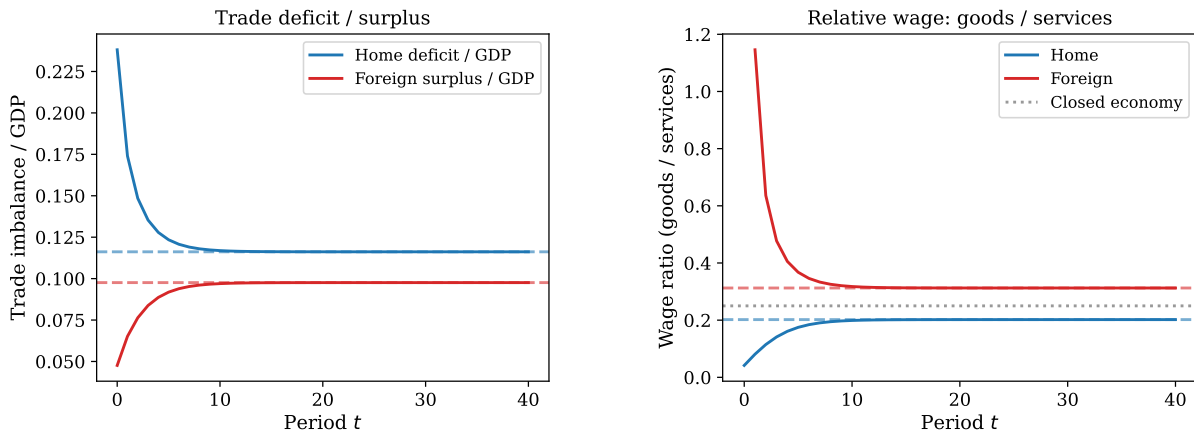 Trade deficit / surplus
Trade imbalance / GDP
0.225
0.200
0.175
0.150
0.125
0.100
0.075
0.050
Home deficit / GDP
Foreign surplus / GDP
0 10 20 30 40
Period t
Relative wage: goods / services
Wage ratio (goods / services)
1.2
1.0
0.8
0.6
0.4
0.2
0.0
Home
Foreign
Closed economy
0 10 20 30 40
Period t